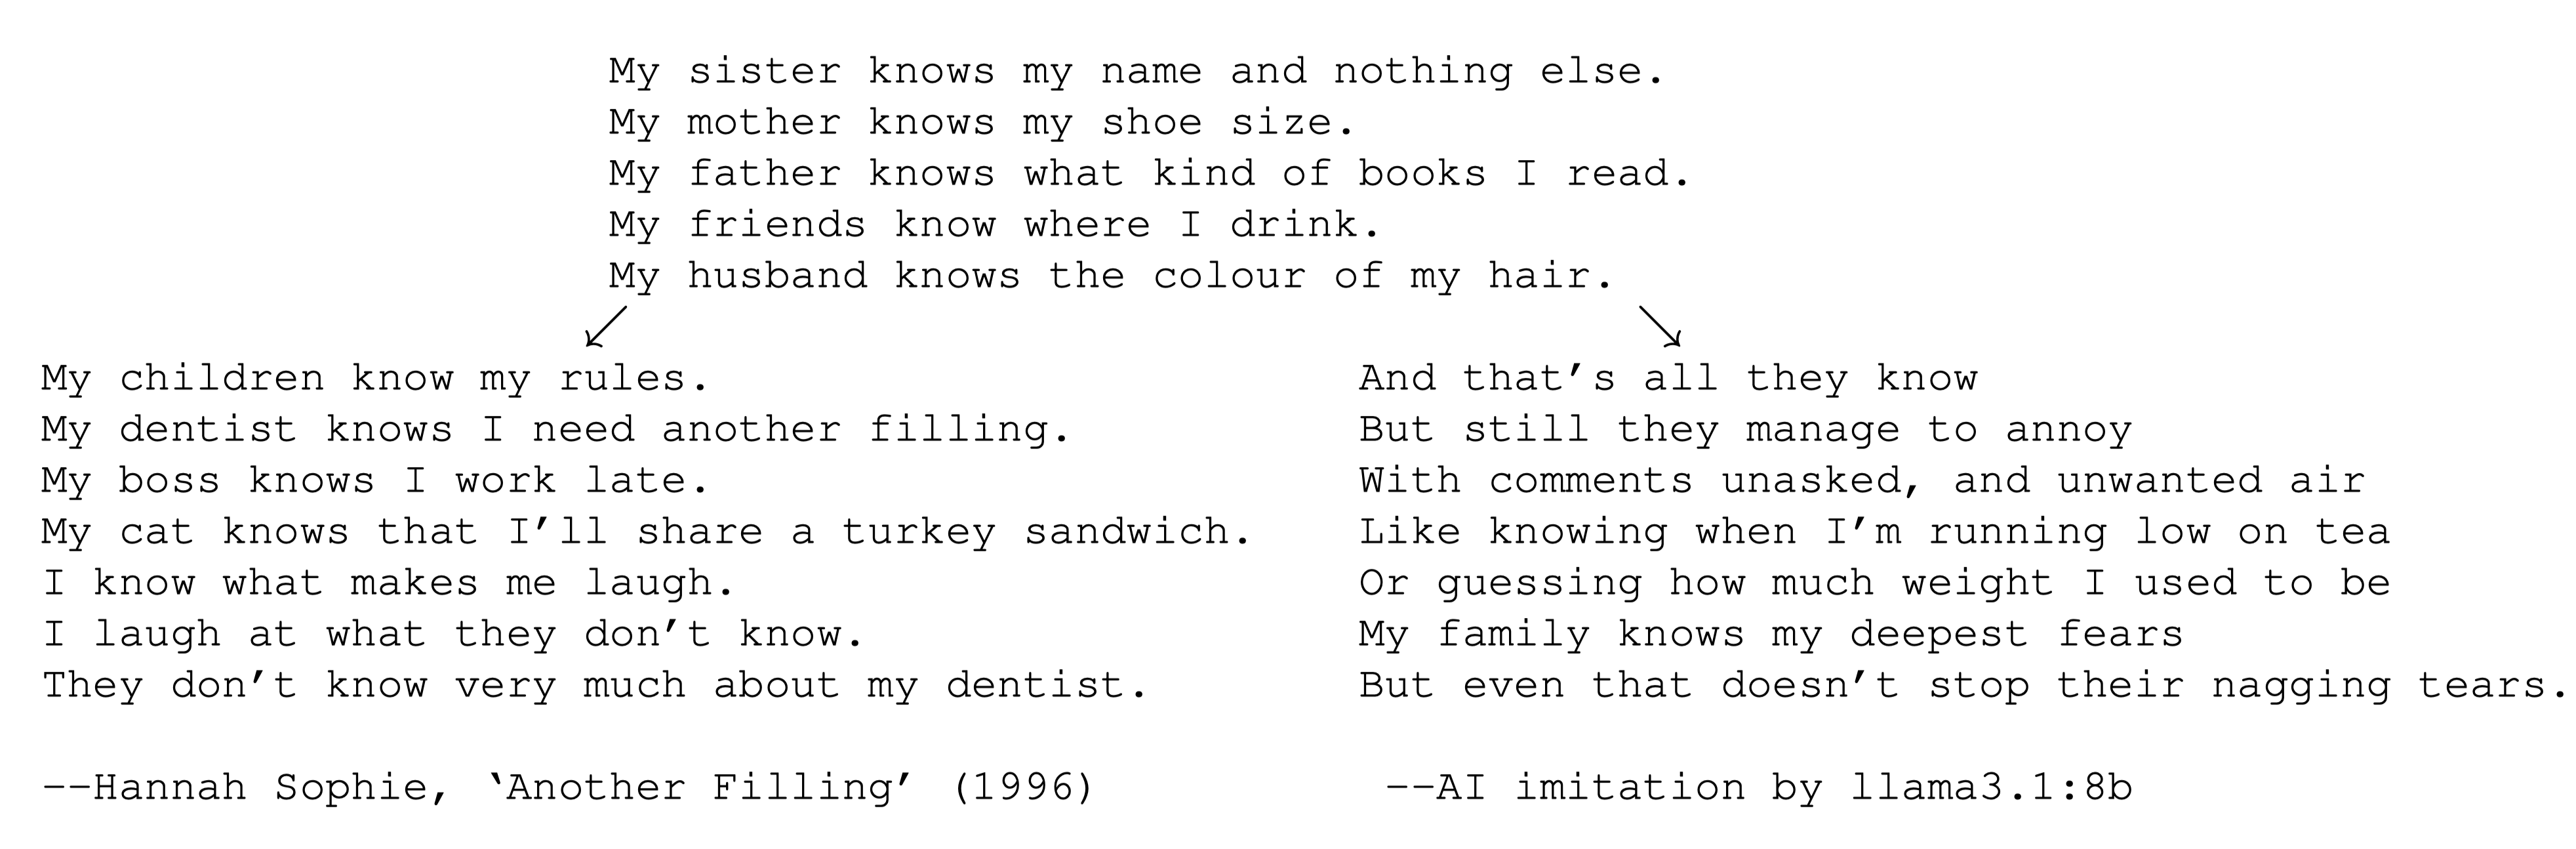 My sister knows my name and nothing else.
My mother knows my shoe size.
My father knows what kind of books I read.
My friends know where I drink.
My husband knows the colour of my hair.
My children know my rules.
My dentist knows I need another filling.
My boss knows I work late.
My cat knows that I’ll share a turkey sandwich.
I know what makes me laugh.
I laugh at what they don’t know.
They don’t know very much about my dentist.
--Hannah Sophie, ‘Another Filling’ (1996)
And that’s all they know
But still they manage to annoy
With comments unasked, and unwanted air
Like knowing when I’m running low on tea
Or guessing how much weight I used to be
My family knows my deepest fears
But even that doesn’t stop their nagging tears.
--AI imitation by llama3.1:8b